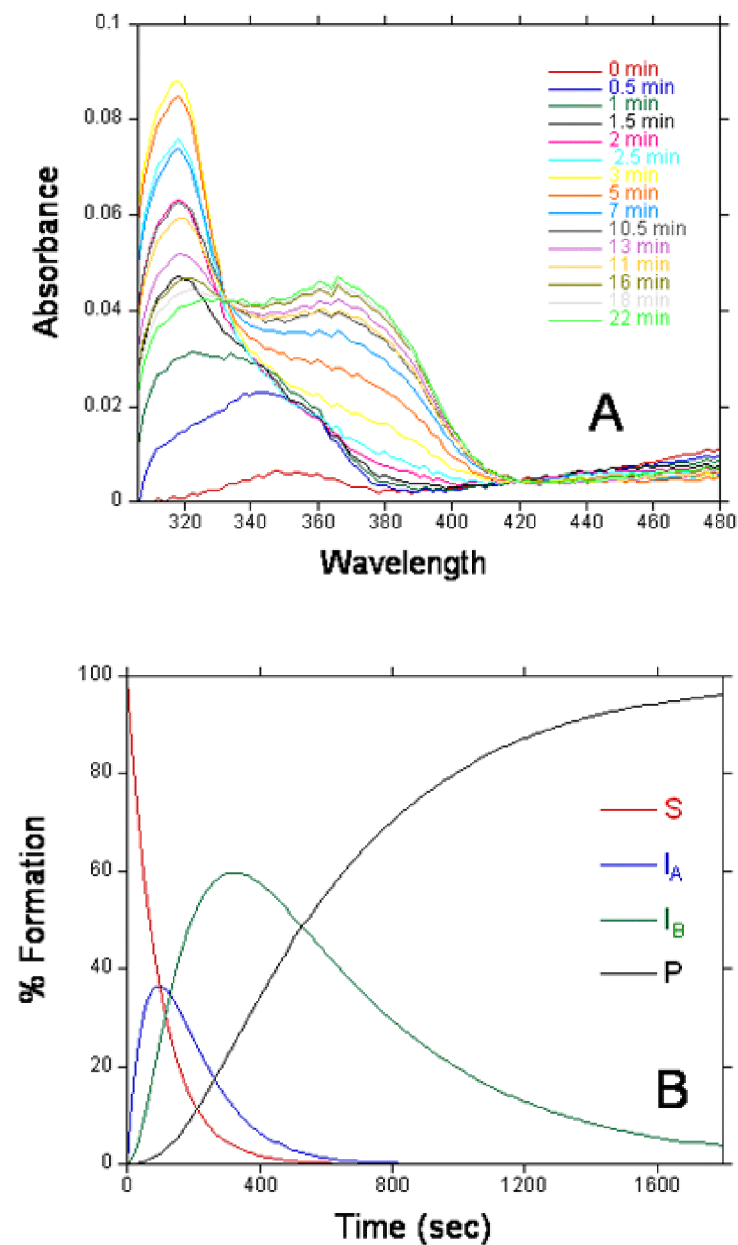 0.1
0.08
0.06
0.04
0.02
0
Absorbance
0 min
0.5 min
1 min
1.5 min
2 min
2.5 min
3 min
5 min
7 min
10.5 min
13 min
11 min
16 min
18 min
22 min
A
320 340 360 380 400 420 440 460 480
Wavelength
100
80
60
40
20
0
% Formation
S
IA
IB
P
B
0 400 800 1200 1600
Time (sec)